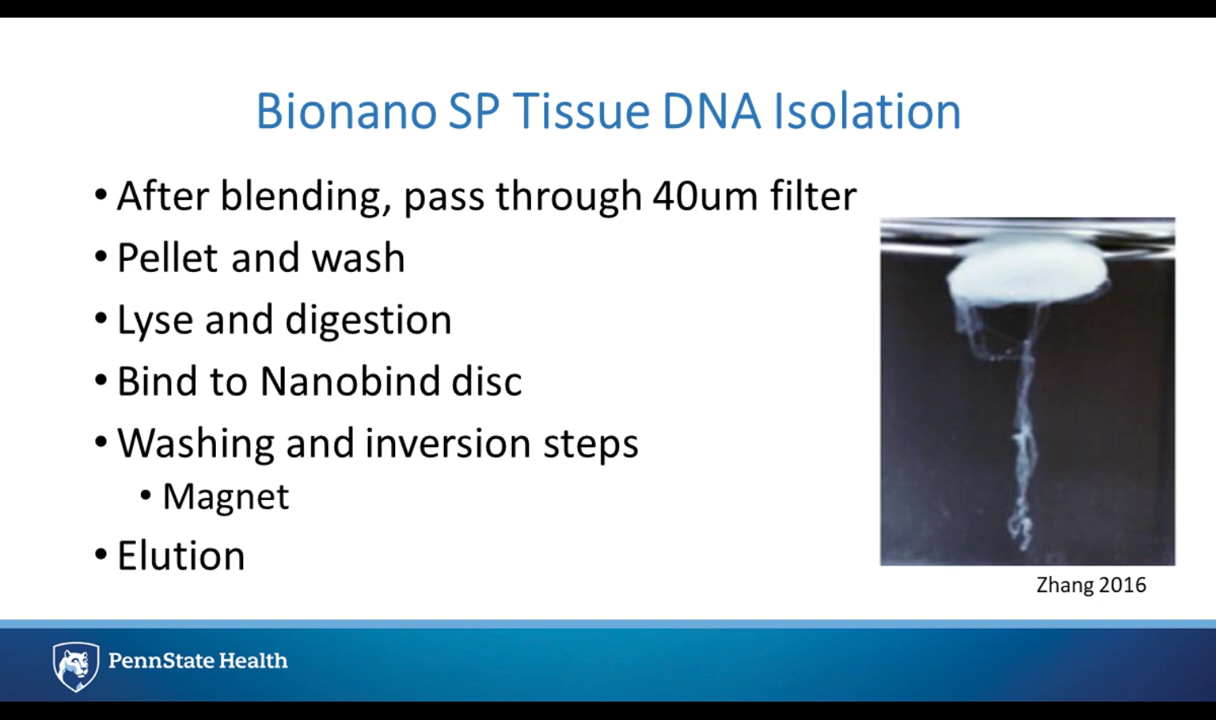 Bionano SP Tissue DNA Isolation
• After blending, pass through 40um filter
• Pellet and wash
• Lyse and digestion
• Bind to Nanobind disc
• Washing and inversion steps
• Magnet
• Elution
Zhang 2016
PennState Health